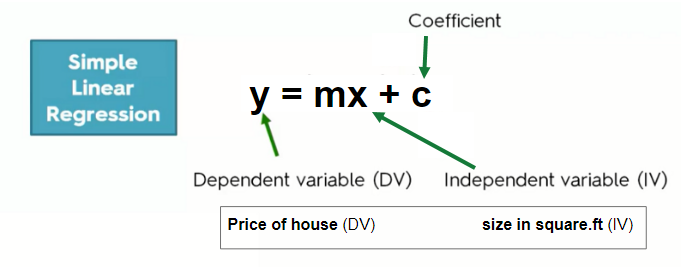 Coefficient
Simple
Linear
Regression
y = mx + c
Dependent variable (DV)
Independent variable (IV)
Price of house (DV)
size in square.ft (IV)